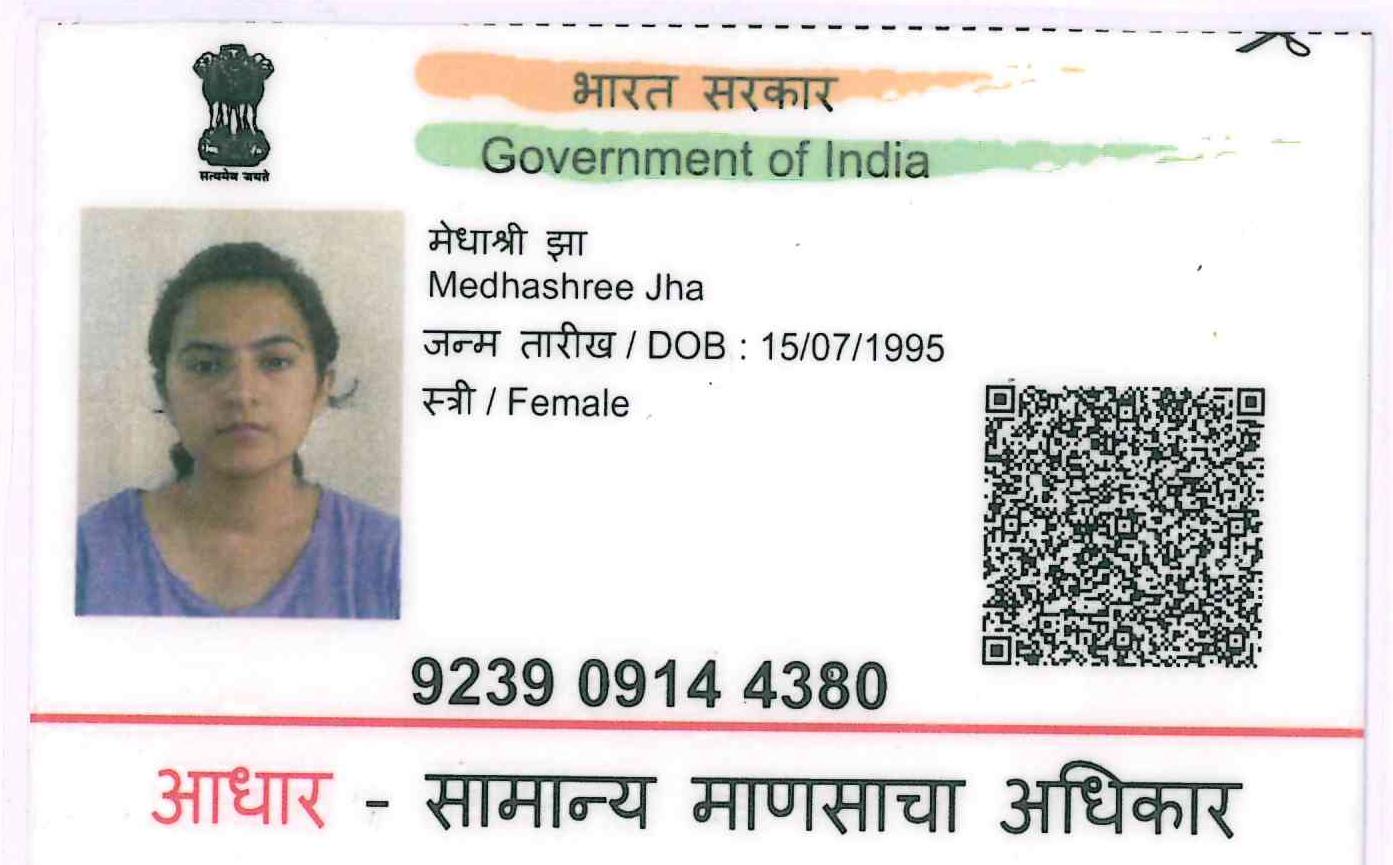 भारत सरकार
Government of India
सत्यमेव जयते
मेधाश्री झा
Medhashree Jha
जन्म तारीख / DOB : 15/07/1995
स्त्री / Female
9239 0914 4380
आधार - सामान्य माणसाचा अधिकार